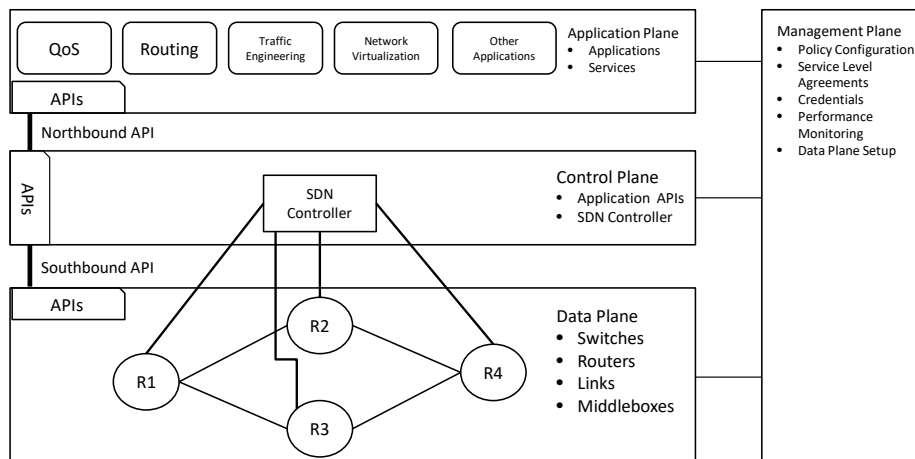 QoS
Routing
Traffic
Engineering
Network
Virtualization
Other
Applications
Application Plane
• Applications
• Services
APIs
Northbound API
APIs
SDN
Controller
Control Plane
• Application APIs
• SDN Controller
Southbound API
APIs
R1
R2
R3
R4
Data Plane
• Switches
• Routers
• Links
• Middleboxes
Management Plane
• Policy Configuration
• Service Level
Agreements
• Credentials
• Performance
Monitoring
• Data Plane Setup